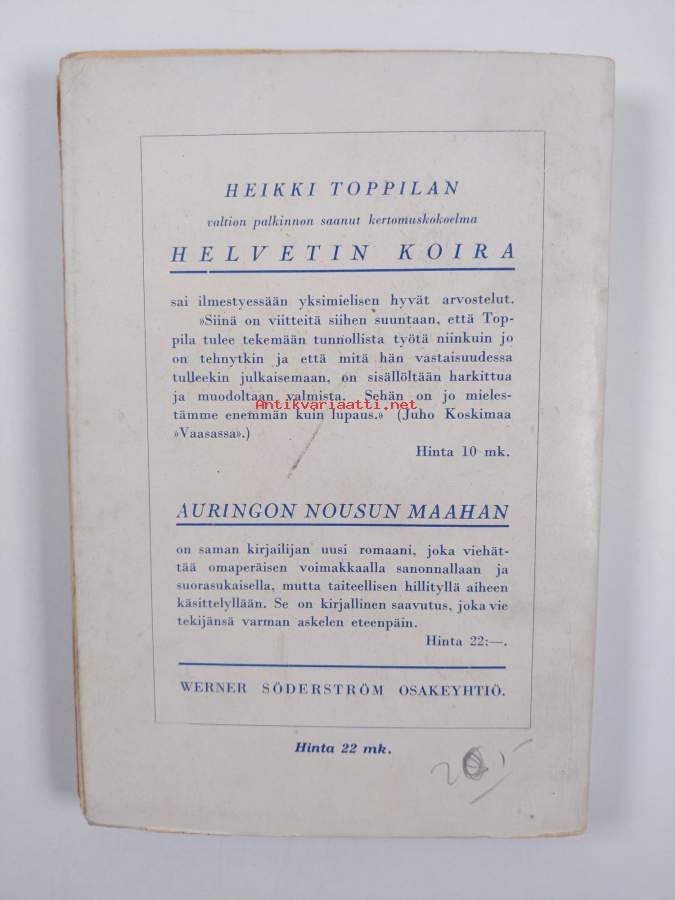 HEIKKI TOPPILAN
valtion palkinnon saanut kertomuskokoelma
HELVETIN KOIRA
sai ilmestyessään yksimielisen hyvät arvostelut.
»Siinä on viitteitä siihen suuntaan, että Top-
pila tulee tekemään tunnollista työtä niinkuin jo
on tehnytkin ja että mitä hän vastaisuudessa
tulleekin julkaisemaan, on sisällöltään harkittua
ja muodoltaan valmista. Sehän on jo mieles-
Antikvariaatti.net
tämme enemmän kuin lupaus.» (Juho Koskimaa
»Vaasassa».)
Hinta 10 mk.
AURINGON NOUSUN MAAHAN
on saman kirjailijan uusi romaani, joka viehät-
tää omaperäisen voimakkaalla sanonnallaan ja
suorasukaisella, mutta taiteellisen hillityllä aiheen
käsittelyllään. Se on kirjallinen saavutus, joka vie
tekijänsä varman askelen eteenpäin.
Hinta 22:—.
WERNER SÖDERSTRÖM OSAKEYHTIÖ.
Hinta 22 mk.